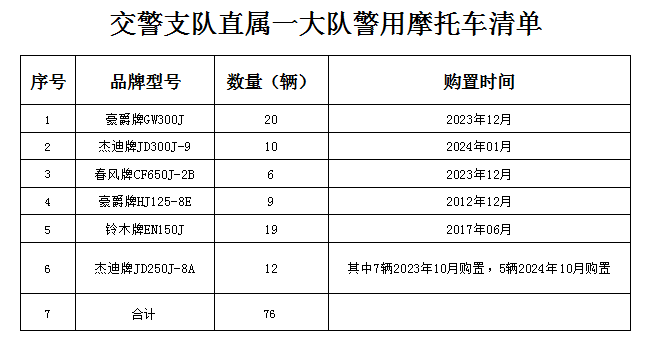 交警支队直属一大队警用摩托车清单
序号 品牌型号 数量（辆） 购置时间
1 豪爵牌GW300J 20 2023年12月
2 杰迪牌JD300J-9 10 2024年01月
3 春风牌CF650J-2B 6 2023年12月
4 豪爵牌HJ125-8E 9 2012年12月
5 铃木牌EN150J 19 2017年06月
6 杰迪牌JD250J-8A 12 其中7辆2023年10月购置，5辆2024年10月购置
7 合计 76